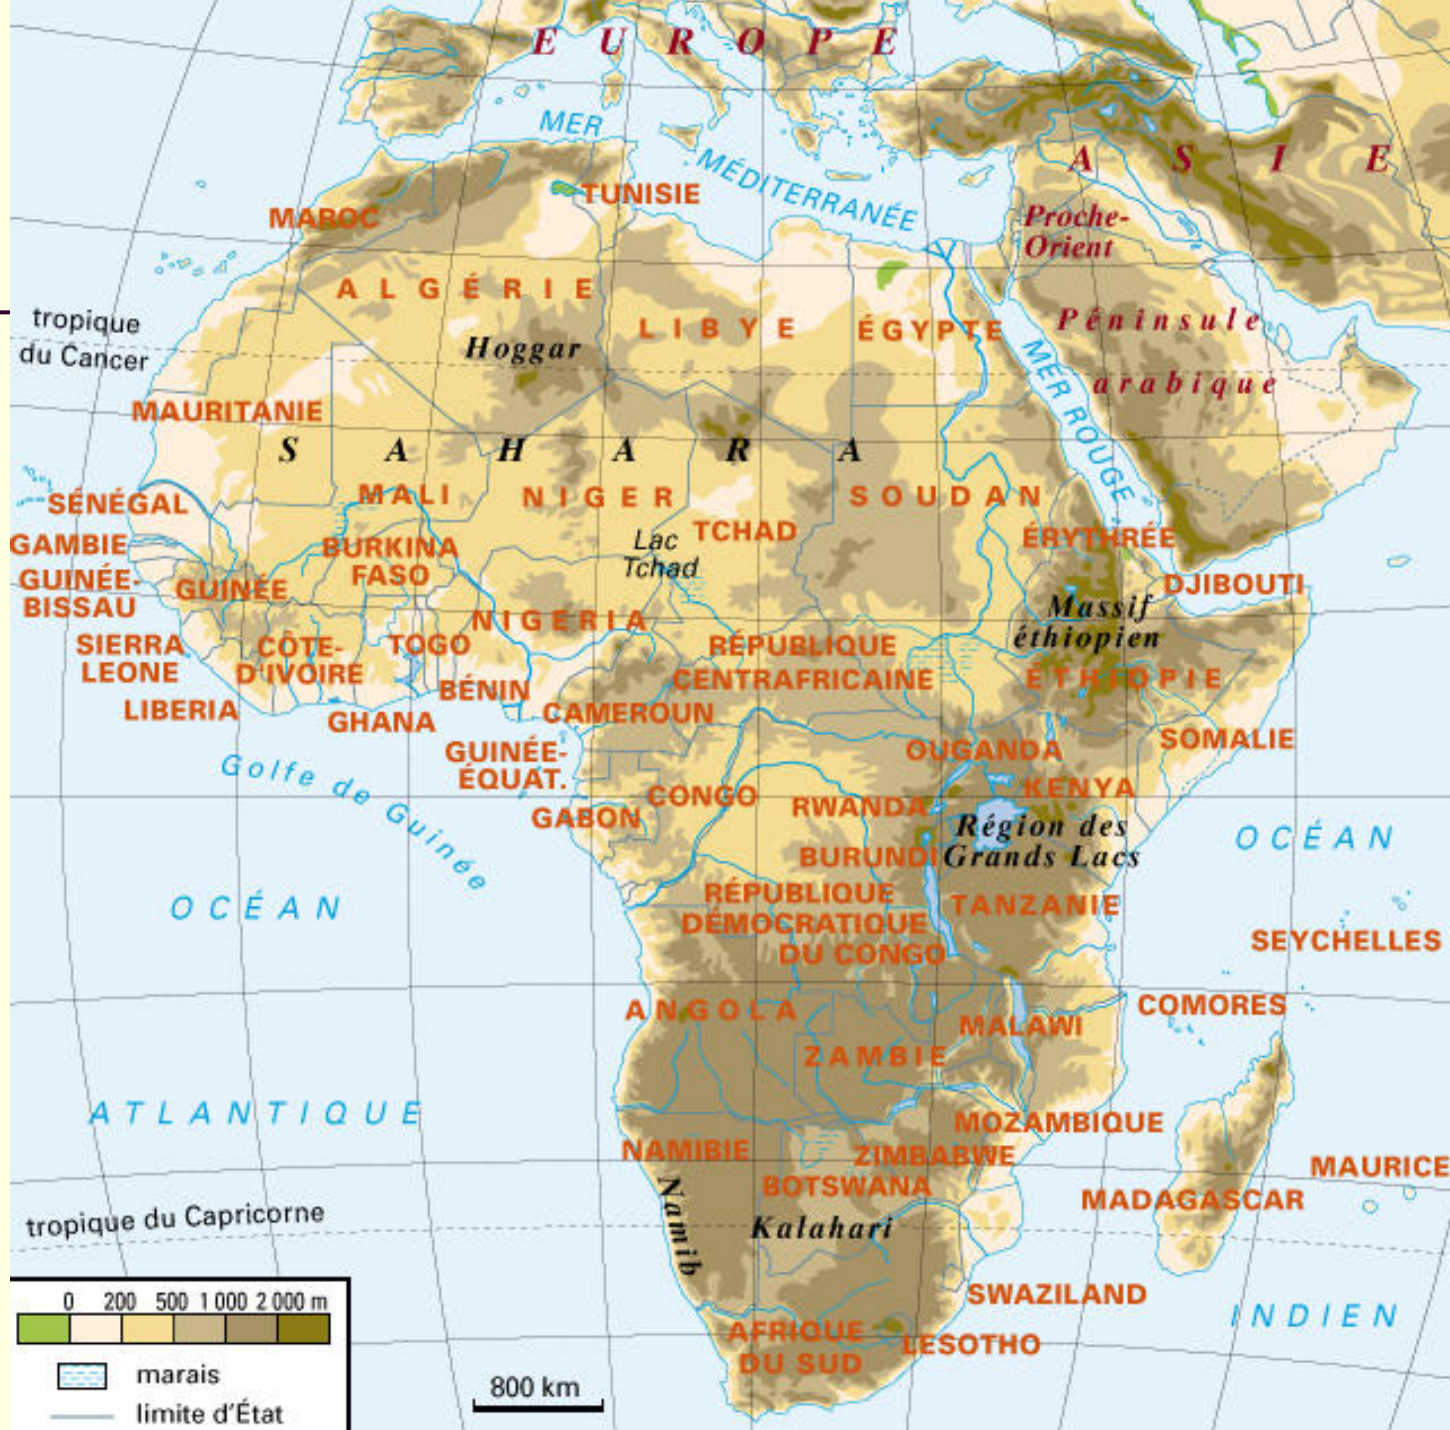 EUROPE
MER
MÉDITERRANÉE
ASIE
TUNISIE
MAROC
Proche-
Orient
ALGÉRIE
tropique
du Cancer
LIBYE
ÉGYPTE
Péninsule
arabique
Hoggar
MER ROUGE
MAURITANIE
SAHARA
SÉNÉGAL
MALI
NIGER
SOUDAN
TCHAD
Lac
Tchad
ÉRYTHRÉE
GAMBIE
BURKINA
FASO
GUINÉE-
BISSAU
GUINÉE
DJIBOUTI
Massif
éthiopien
NIGERIA
SIERRA
LEONE
CÔTE-
D'IVOIRE
TOGO
RÉPUBLIQUE
CENTRAFRICAINE
ÉTHIOPIE
BÉNIN
LIBERIA
GHANA
CAMEROUN
SOMALIE
GUINÉE-
ÉQUAT.
OUGANDA
Golfe de Guinée
CONGO
RWANDA
KENYA
GABON
Région des
Grands Lacs
BURUNDI
OCÉAN
RÉPUBLIQUE
DÉMOCRATIQUE
DU CONGO
TANZANIE
OCÉAN
SEYCHELLES
COMORES
ANGOLA
MALAWI
ZAMBIE
ATLANTIQUE
MOZAMBIQUE
NAMIBIE
ZIMBABWE
BOTSWANA
MAURICE
MADAGASCAR
Namib
Kalahari
tropique du Capricorne
SWAZILAND
INDIEN
AFRIQUE
DU SUD
LESOTHO
0 200 500 1 000 2 000 m
marais
limite d'État
800 km